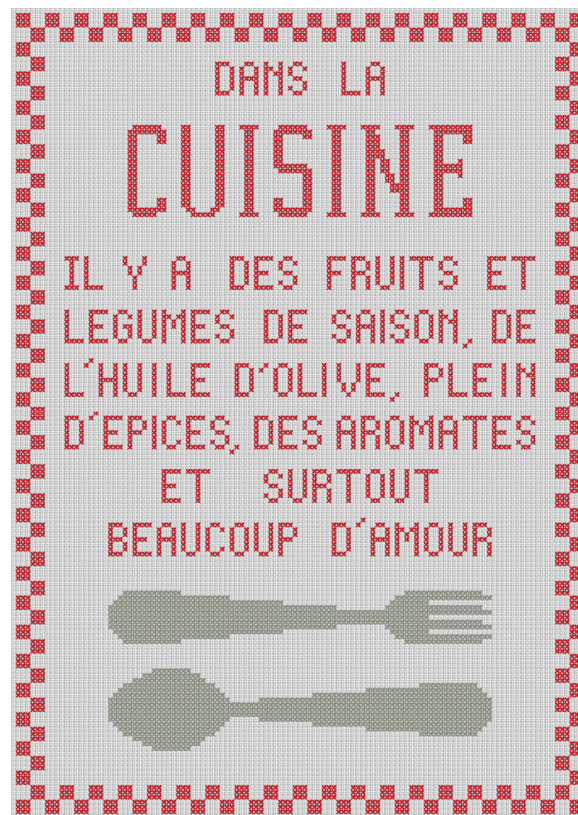 DANS LA
CUISINE
IL Y A DES FRUITS ET
LEGUMES DE SAISON, DE
L'HUILE D'OLIVE, PLEIN
D'EPICES, DES AROMATES
ET SURTOUT
BEAUCOUP D'AMOUR